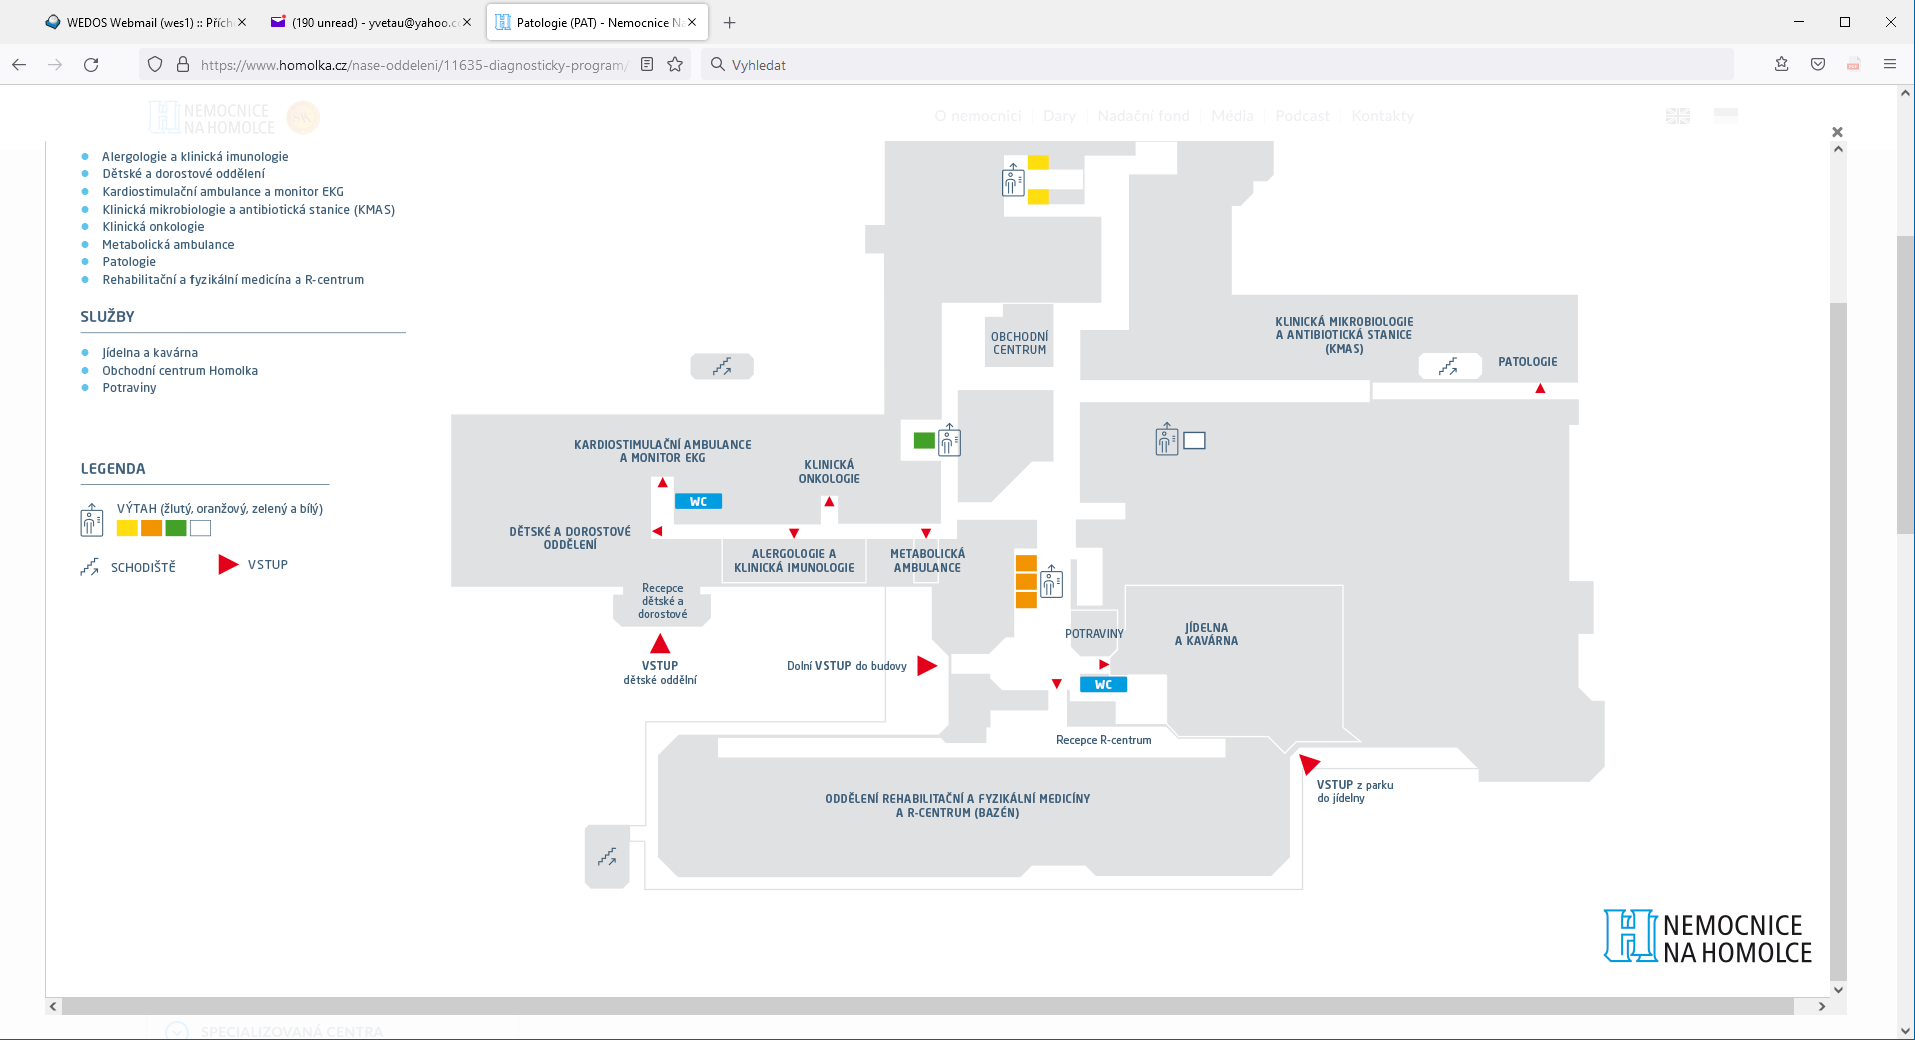 WEDOS Webmail (wes1) :: Přích
(190 unread) - yvetau@yahoo.c
Patologie (PAT) - Nemocnice Na
https://www.homolka.cz/nase-oddeleni/11635-diagnosticky-program/
Vyhledat
NEMOCNICE
NA HOMOLCE
SK
O nemocnici
Dary
Nadační fond
Média
Podcast
Kontakty
Alergologie a klinická imunologie
Dětské a dorostové oddělení
Kardiostimulační ambulance a monitor EKG
Klinická mikrobiologie a antibiotická stanice (KMAS)
Klinická onkologie
Metabolická ambulance
Patologie
Rehabilitační a fyzikální medicína a R-centrum
SLUŽBY
Jídelna a kavárna
Obchodní centrum Homolka
Potraviny
LEGENDA
VÝTAH (žlutý, oranžový, zelený a bílý)
SCHODIŠTĚ
VSTUP
OBCHODNÍ
CENTRUM
KLINICKÁ MIKROBIOLOGIE
A ANTIBIOTICKÁ STANICE
(KMAS)
PATOLOGIE
KARDIOSTIMULAČNÍ AMBULANCE
A MONITOR EKG
KLINICKÁ
ONKOLOGIE
WC
DĚTSKÉ A DOROSTOVÉ
ODDĚLENÍ
ALERGOLOGIE A
KLINICKÁ IMUNOLOGIE
METABOLICKÁ
AMBULANCE
Recepce
dětské a
dorostové
VSTUP
dětské oddělní
Dolní VSTUP do budovy
POTRAVINY
JÍDELNA
A KAVÁRNA
WC
Recepce R-centrum
VSTUP z parku
do jídelny
ODDĚLENÍ REHABILITAČNÍ A FYZIKÁLNÍ MEDICÍNY
A R-CENTRUM (BAZÉN)
NEMOCNICE
NA HOMOLCE
SPECIALIZOVANÁ CENTRA